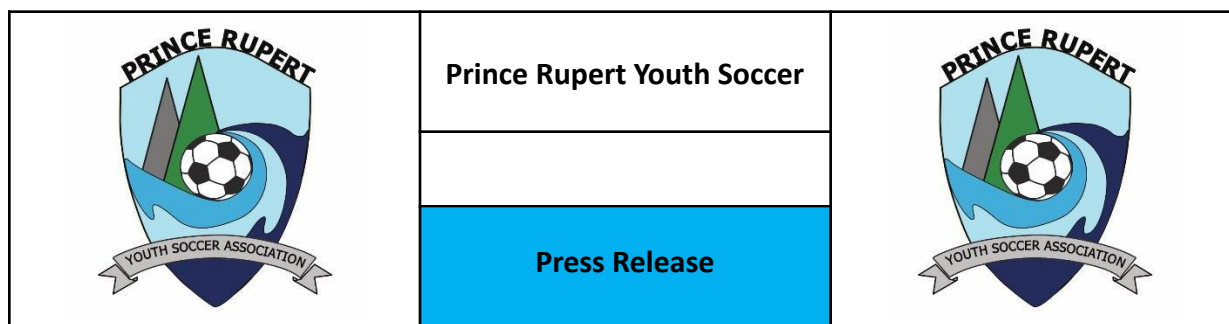 PRINCE RUPERT
YOUTH SOCCER ASSOCIATION
Prince Rupert Youth Soccer
Press Release
PRINCE RUPERT
YOUTH SOCCER ASSOCIATION